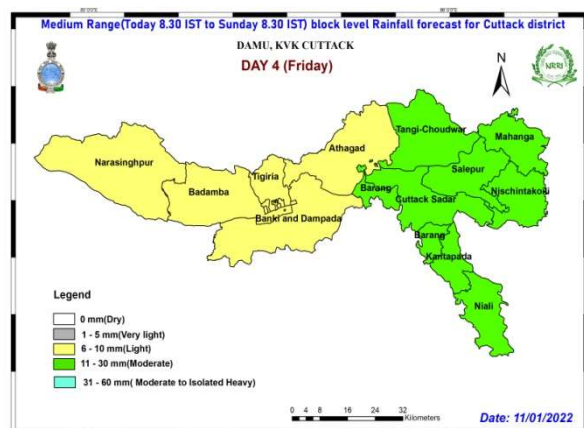 Medium Range(Today 8.30 IST to Sunday 8.30 IST) block level Rainfall forecast for Cuttack district
DAMU, KVK CUTTACK
DAY 4 (Friday)
N
NRRI
Tangi-Choudwar
Mahanga
Athagad
Narasinghpur
Salepur
Tigiria
Badamba
Barang
Nischintakoili
Cuttack Sadar
Banki and Dampada
Barang
Kantapada
Niali
Legend
0 mm(Dry)
1 - 5 mm(Very light)
6 - 10 mm(Light)
11 - 30 mm(Moderate)
31 - 60 mm( Moderate to Isolated Heavy)
0 4 8 16 24 32
Kilometers
Date: 11/01/2022